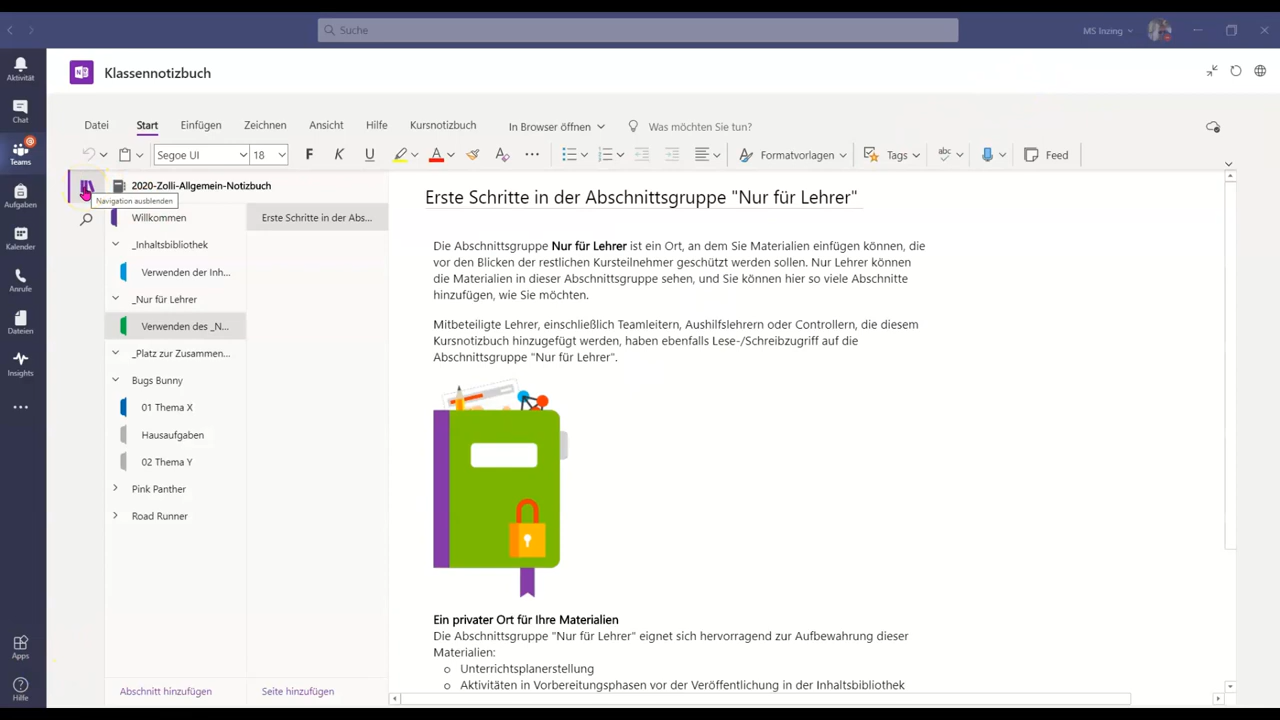 Suche
MS Inzing
Aktivität
Klassennotizbuch
Chat
Teams
Aufgaben
Kalender
Anrufe
Dateien
Insights
Apps
Hilfe
Datei Start Einfügen Zeichnen Ansicht Hilfe Kursnotizbuch In Browser öffnen Was möchten Sie tun?
Segoe UI 18 F K U A Formatvorlagen Tags abc Feed
2020-Zolli-Allgemein-Notizbuch
Navigation ausblenden
Willkommen
_Inhaltsbibliothek
Verwenden der Inh...
_Nur für Lehrer
Verwenden des _N...
_Platz zur Zusammen...
Bugs Bunny
01 Thema X
Hausaufgaben
02 Thema Y
Pink Panther
Road Runner
Abschnitt hinzufügen
Erste Schritte in der Abs...
Seite hinzufügen
Erste Schritte in der Abschnittsgruppe "Nur für Lehrer"
Die Abschnittsgruppe Nur für Lehrer ist ein Ort, an dem Sie Materialien einfügen können, die
vor den Blicken der restlichen Kursteilnehmer geschützt werden sollen. Nur Lehrer können
die Materialien in dieser Abschnittsgruppe sehen, und Sie können hier so viele Abschnitte
hinzufügen, wie Sie möchten.
Mitbeteiligte Lehrer, einschließlich Teamleitern, Aushilfslehrern oder Controllern, die diesem
Kursnotizbuch hinzugefügt werden, haben ebenfalls Lese-/Schreibzugriff auf die
Abschnittsgruppe "Nur für Lehrer".
Ein privater Ort für Ihre Materialien
Die Abschnittsgruppe "Nur für Lehrer" eignet sich hervorragend zur Aufbewahrung dieser
Materialien:
o Unterrichtsplanerstellung
o Aktivitäten in Vorbereitungsphasen vor der Veröffentlichung in der Inhaltsbibliothek